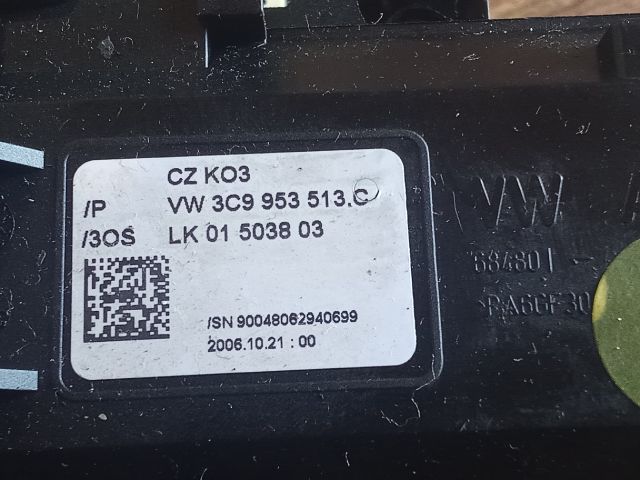 CZ KO3
/P VW 3C9 953 513.C
/3OS LK 01 5038 03
/SN 90048062940699
2006.10.21 : 00
VW
68480 I
>PA6GF30